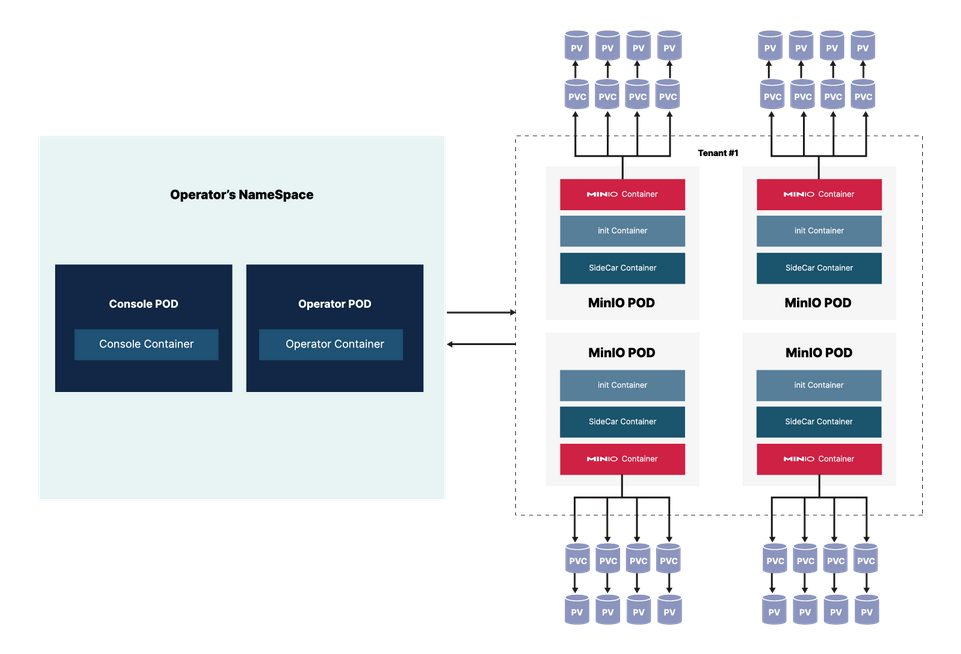 PV PV PV PV
PV PV PV PV
PVC PVC PVC PVC
PVC PVC PVC PVC
Operator's NameSpace
Console POD
Console Container
Operator POD
Operator Container
Tenant #1
MINIO Container
init Container
SideCar Container
MinIO POD
MINIO Container
init Container
SideCar Container
MinIO POD
MinIO POD
init Container
SideCar Container
MINIO Container
MinIO POD
init Container
SideCar Container
MINIO Container
PVC PVC PVC PVC
PVC PVC PVC PVC
PV PV PV PV
PV PV PV PV